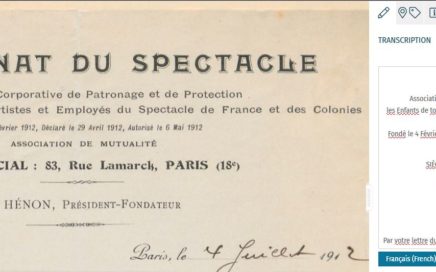 NAT DU SPECTACLE
Corporative de Patronage et de Protection
rtistes et Employés du Spectacle de France et des Colonies
évrier 1912, Déclaré le 29 Avril 1912, Autorisé le 6 Mai 1912
ASSOCIATION DE MUTUALITÉ
CIAL : 83, Rue Lamarck, PARIS (18e)
HÉNON, PRÉSIDENT-FONDATEUR
Paris, le 4 Juillet 1912
TRANSCRIPTION
Associatio
les Enfants de to
Fondé le 4 Févri
SIÈ
Par votre lettre du
Français (French)